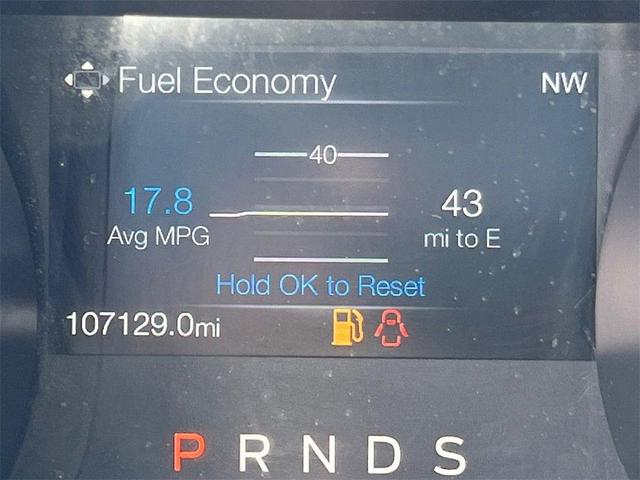 Fuel Economy NW
40
17.8 43
Avg MPG mi to E
Hold OK to Reset
107129.0mi
P R N D S